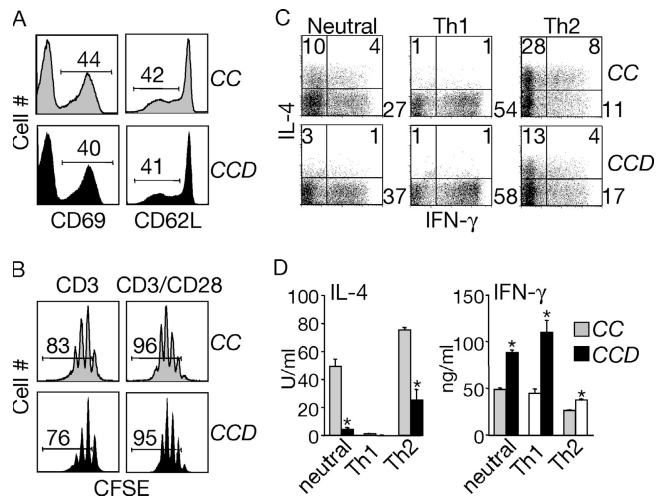 A
44
42
CC
40
41
CCD
Cell #
CD69
CD62L
B
CD3
CD3/CD28
83
96
CC
76
95
CCD
Cell #
CFSE
C
Neutral
Th1
Th2
10
4
1
1
28
8
CC
27
54
11
3
1
1
1
13
4
CCD
37
58
17
IL-4
IFN-γ
D
IL-4
100
80
60
40
20
0
U/ml
*
*
neutral
Th1
Th2
IFN-γ
150
100
50
0
ng/ml
*
*
*
neutral
Th1
Th2
CC
CCD